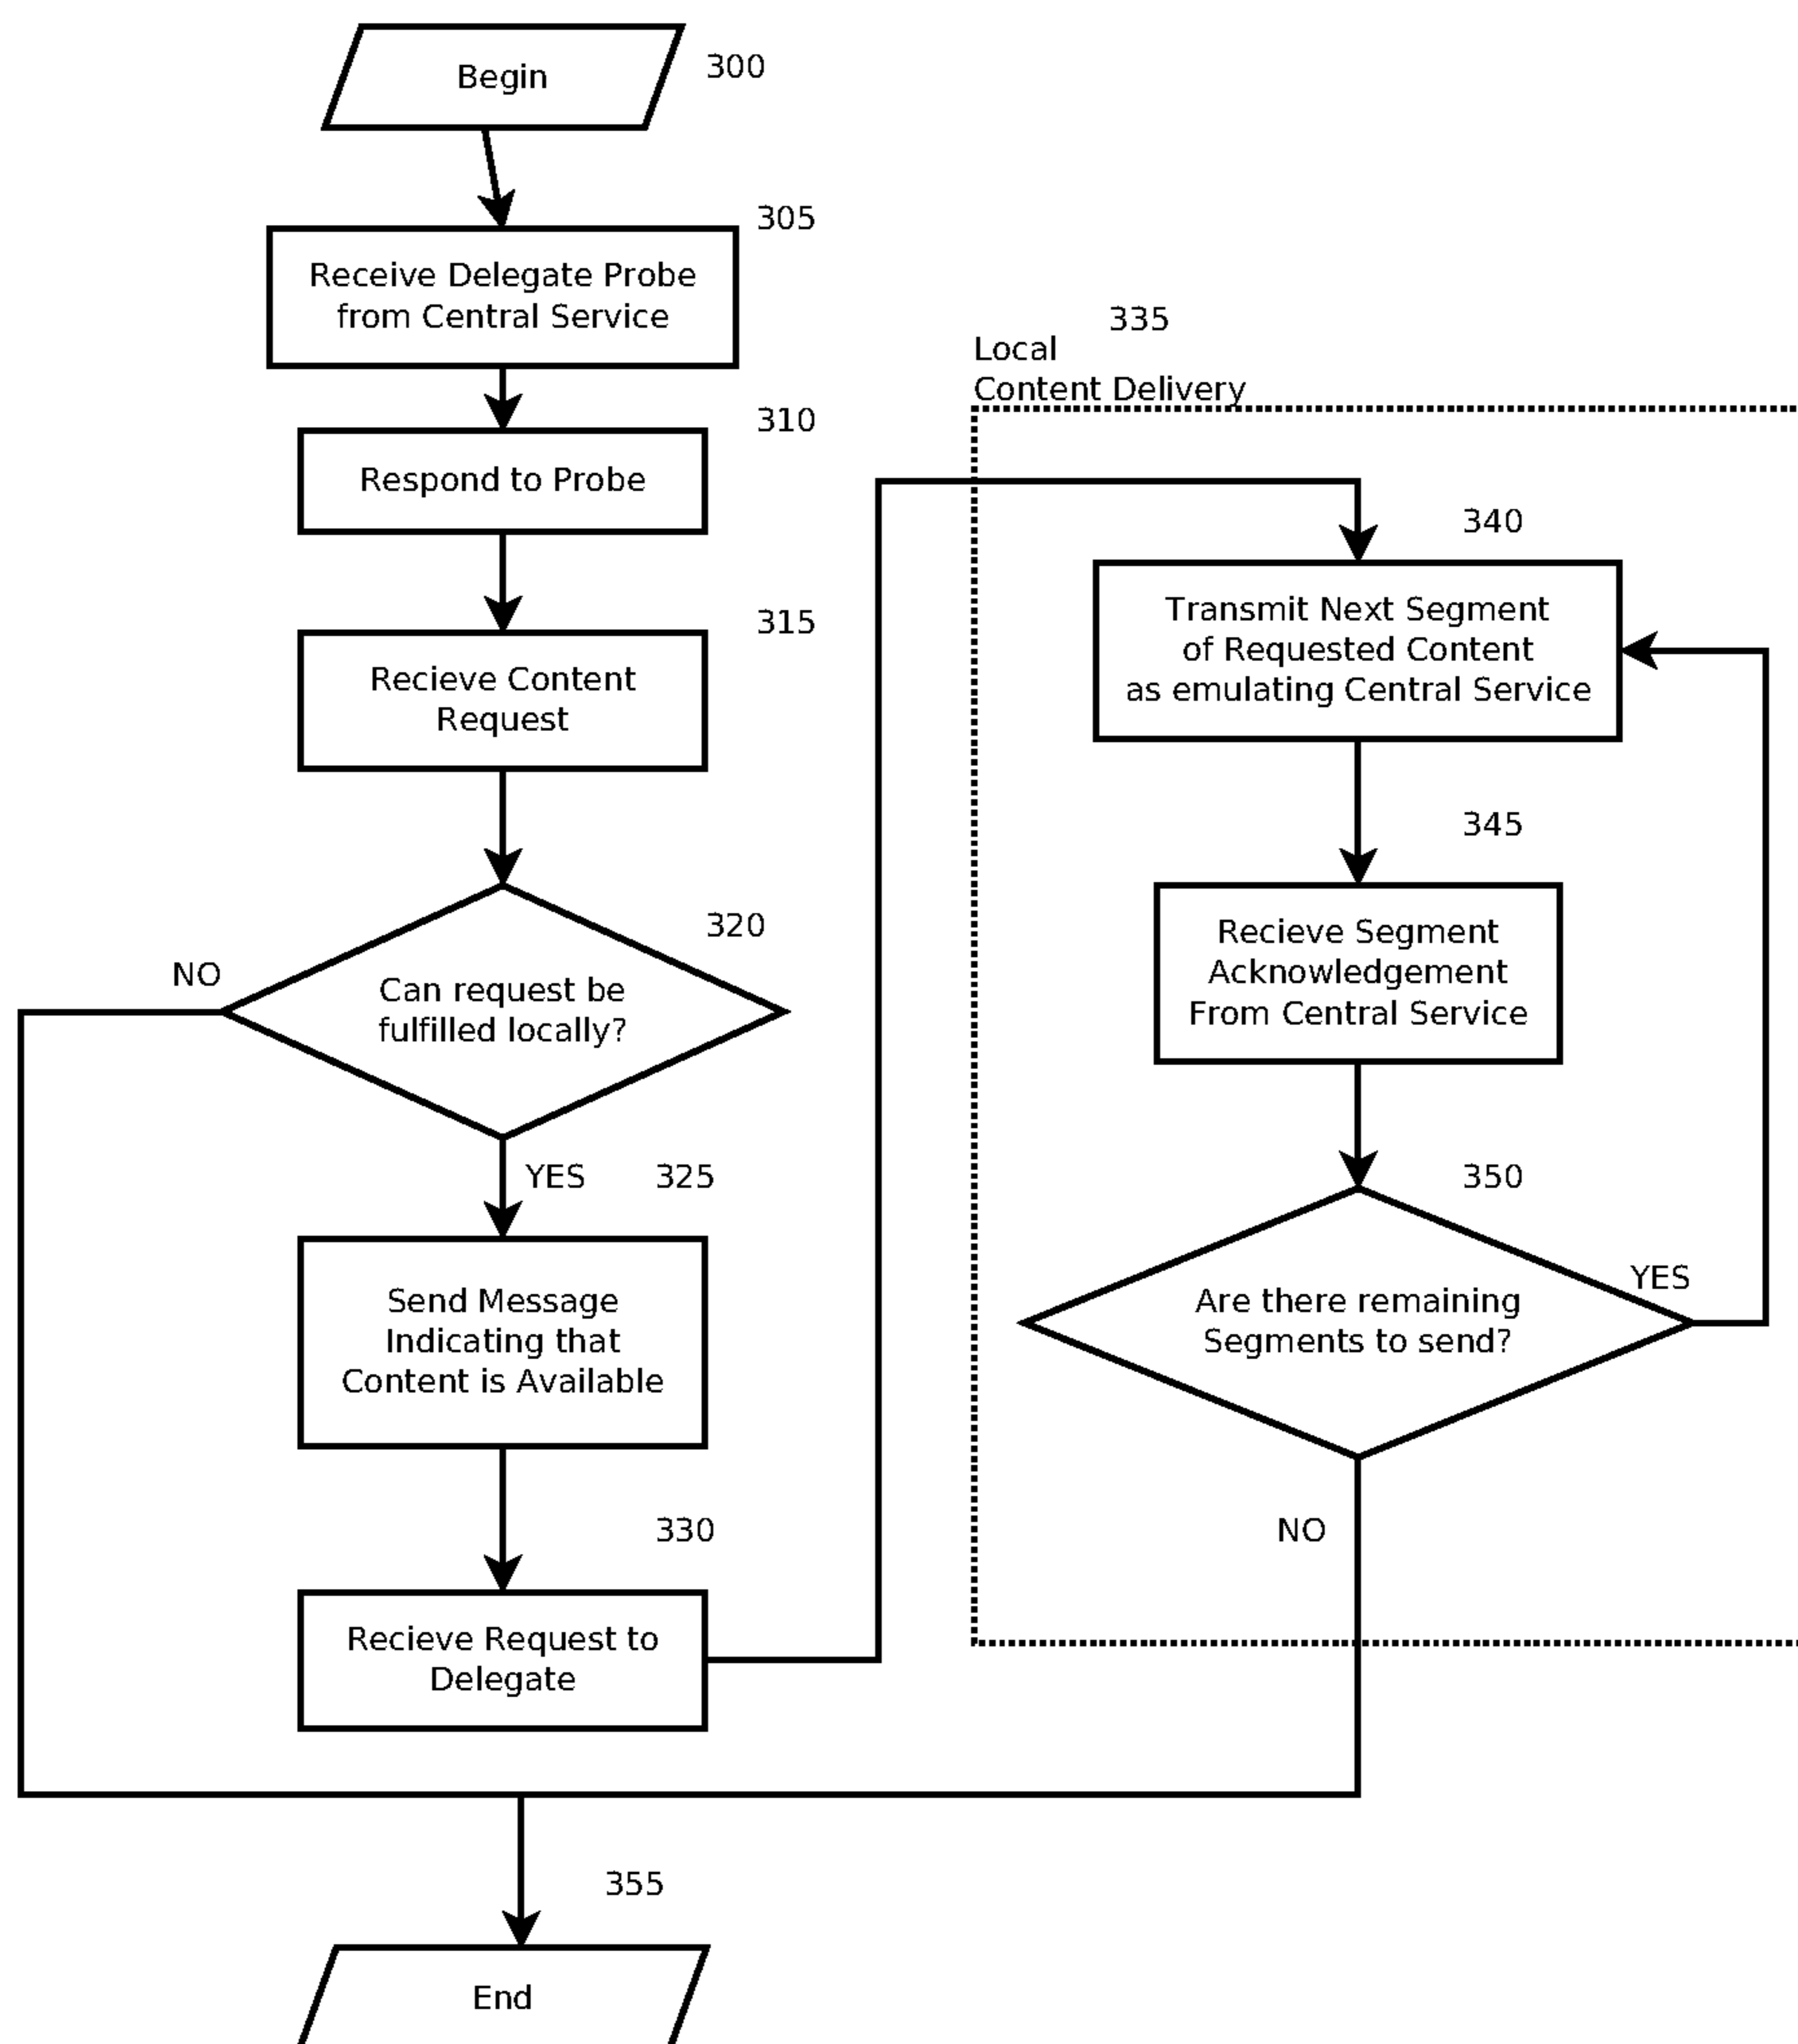 Begin
300
305
Receive Delegate Probe
from Central Service
310
Respond to Probe
315
Recieve Content
Request
320
NO
Can request be
fulfilled locally?
YES
325
Send Message
Indicating that
Content is Available
330
Recieve Request to
Delegate
335
Local
Content Delivery
340
Transmit Next Segment
of Requested Content
as emulating Central Service
345
Recieve Segment
Acknowledgement
From Central Service
350
YES
Are there remaining
Segments to send?
NO
355
End